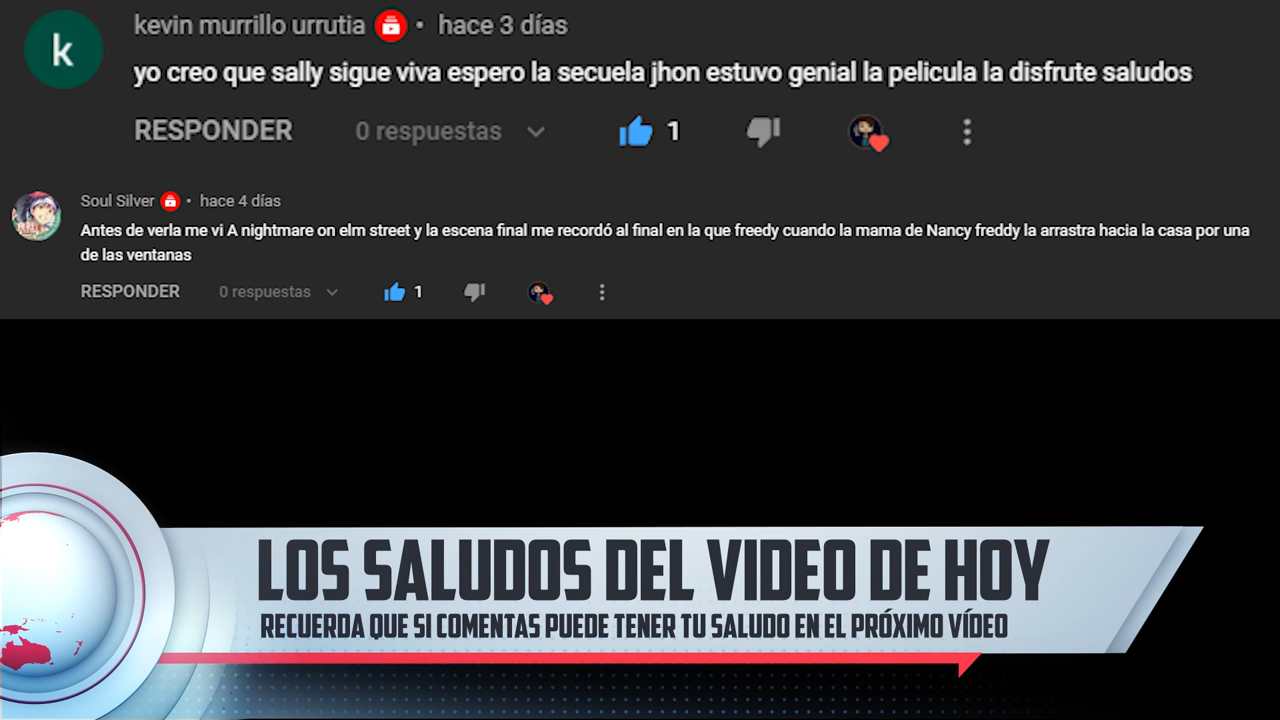 k
kevin murrillo urrutia • hace 3 días
yo creo que sally sigue viva espero la secuela jhon estuvo genial la pelicula la disfrute saludos
RESPONDER 0 respuestas 1
Soul Silver • hace 4 días
Antes de verla me vi A nightmare on elm street y la escena final me recordó al final en la que freedy cuando la mama de Nancy freddy la arrastra hacia la casa por una
de las ventanas
RESPONDER 0 respuestas 1
LOS SALUDOS DEL VIDEO DE HOY
RECUERDA QUE SI COMENTAS PUEDE TENER TU SALUDO EN EL PRÓXIMO VÍDEO